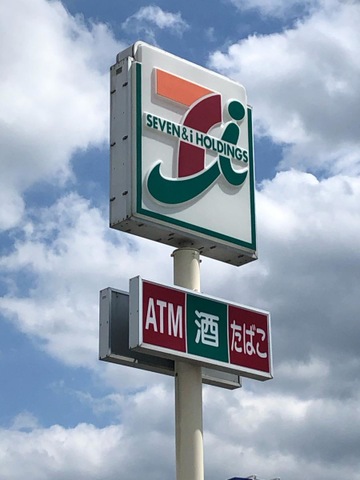 SEVEN&i HOLDINGS
ATM 酒 たばこ